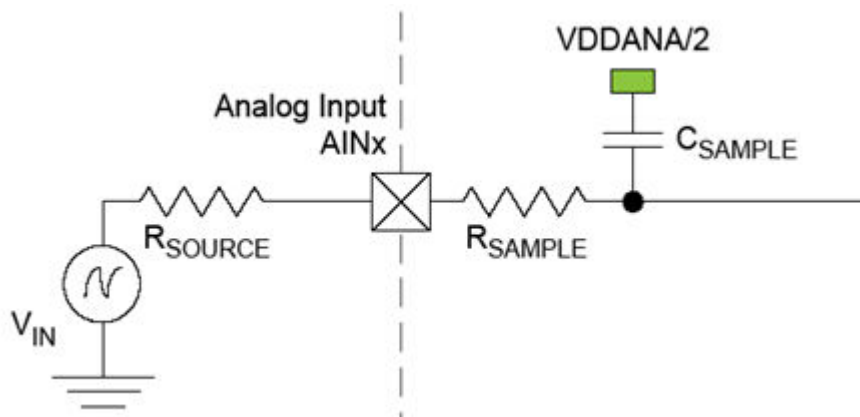 VDDANA/2
Analog Input
AINx
CSAMPLE
RSOURCE
RSAMPLE
VIN